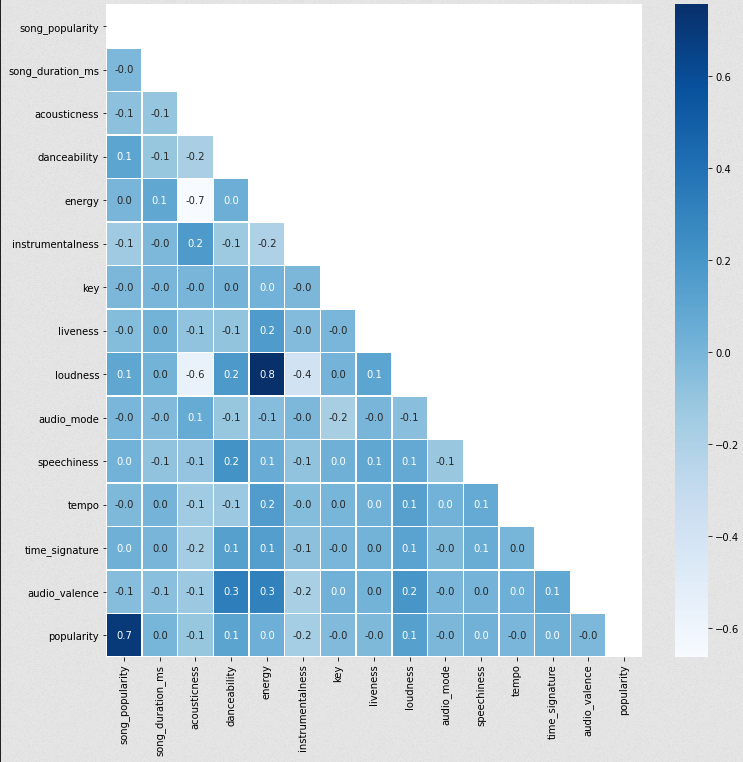 song_popularity
song_duration_ms -0.0
acousticness -0.1 -0.1
danceability 0.1 -0.1 -0.2
energy 0.0 0.1 -0.7 0.0
instrumentalness -0.1 -0.0 0.2 -0.1 -0.2
key -0.0 -0.0 -0.0 0.0 0.0 -0.0
liveness -0.0 0.0 -0.1 -0.1 0.2 -0.0 -0.0
loudness 0.1 0.0 -0.6 0.2 0.8 -0.4 0.0 0.1
audio_mode -0.0 -0.0 0.1 -0.1 -0.1 -0.0 -0.2 -0.0 -0.1
speechiness 0.0 -0.1 -0.1 0.2 0.1 -0.1 0.0 0.1 0.1 -0.1
tempo -0.0 0.0 -0.1 -0.1 0.2 -0.0 -0.0 0.0 0.1 0.0 0.1
time_signature 0.0 0.0 -0.2 0.1 0.1 -0.1 -0.0 0.0 0.1 -0.0 0.1 0.0
audio_valence -0.1 -0.1 -0.1 0.3 0.3 -0.2 0.0 0.0 0.2 -0.0 0.0 0.0 0.1
popularity 0.7 0.0 -0.1 0.1 0.0 -0.2 -0.0 -0.0 0.1 -0.0 0.0 -0.0 0.0 -0.0
song_popularity
song_duration_ms
acousticness
danceability
energy
instrumentalness
key
liveness
loudness
audio_mode
speechiness
tempo
time_signature
audio_valence
popularity
0.6
0.4
0.2
0.0
−0.2
−0.4
−0.6